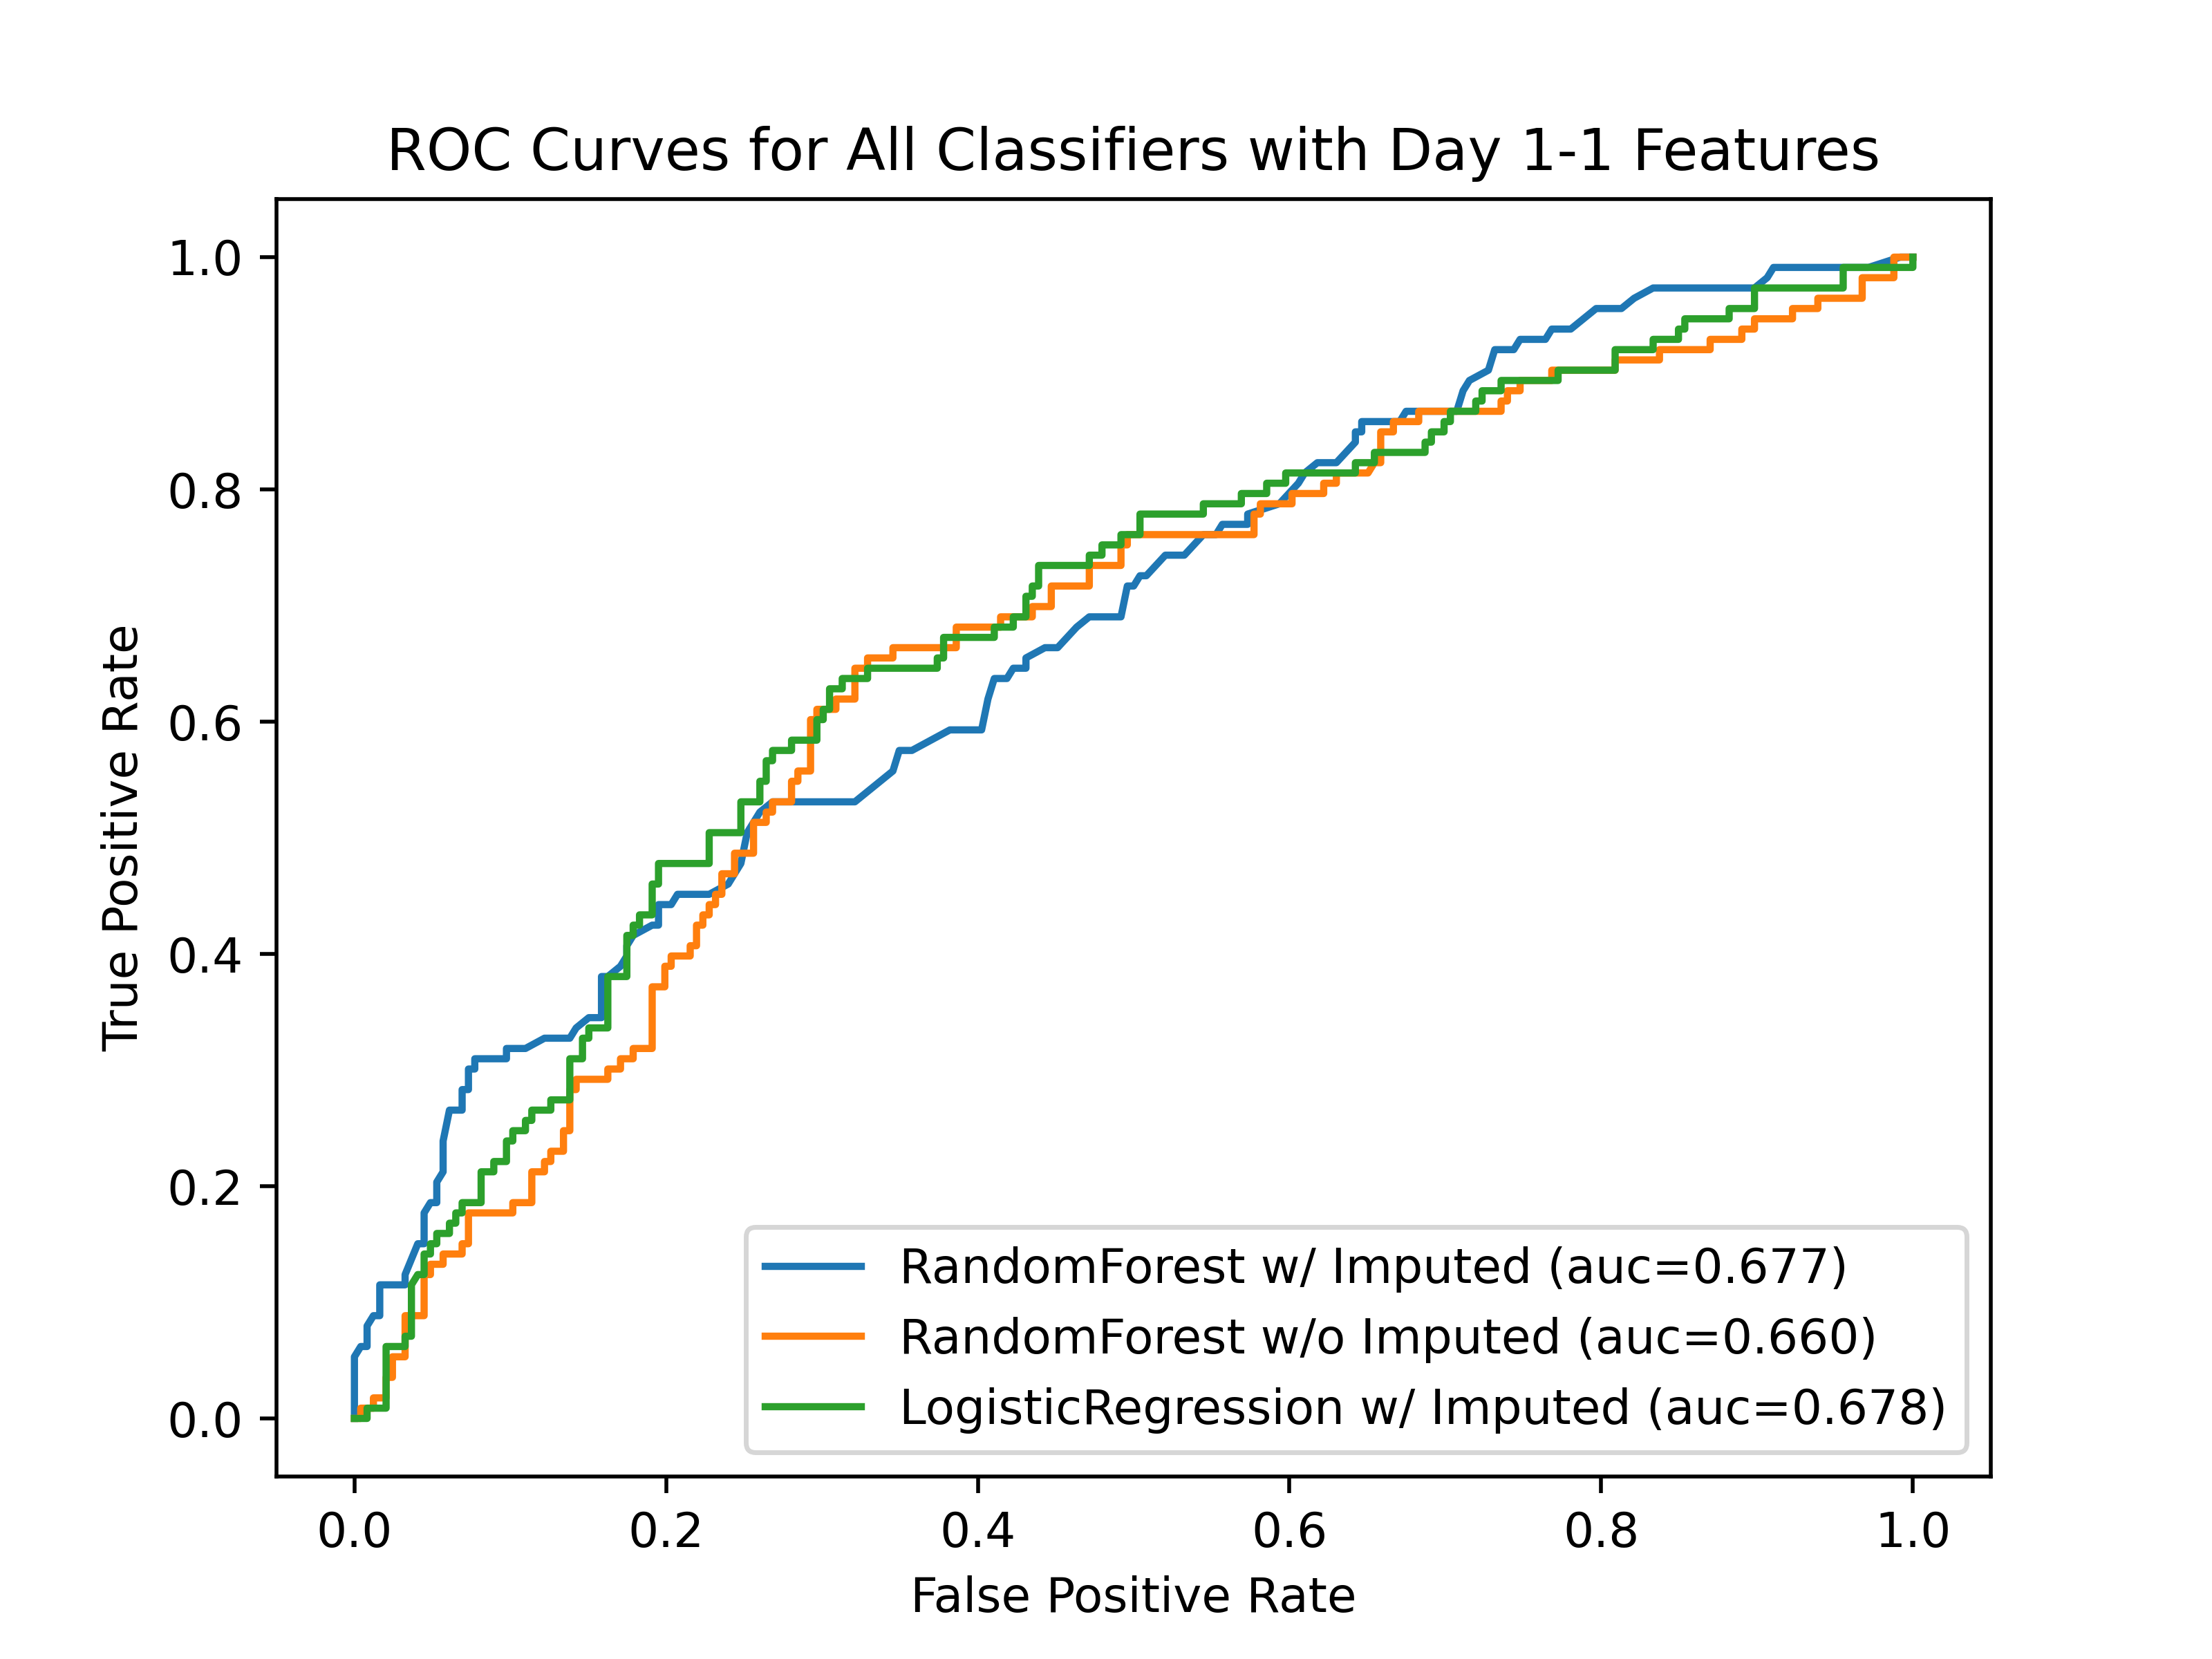 ROC Curves for All Classifiers with Day 1-1 Features
1.0
0.8
0.6
0.4
0.2
0.0
True Positive Rate
RandomForest w/ Imputed (auc=0.677)
RandomForest w/o Imputed (auc=0.660)
LogisticRegression w/ Imputed (auc=0.678)
0.0 0.2 0.4 0.6 0.8 1.0
False Positive Rate